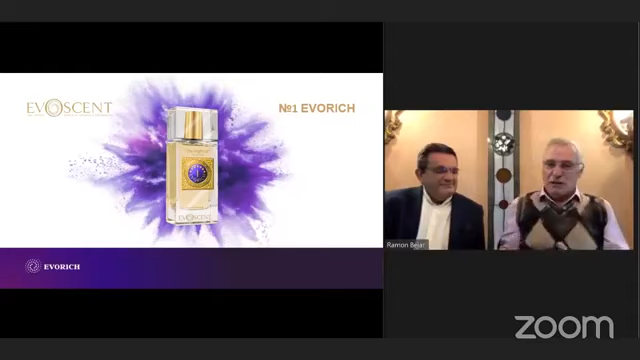 EVOSCENT
№1 EVORICH
EVOSCENT
EVORICH
Ramon Bejar
zoom